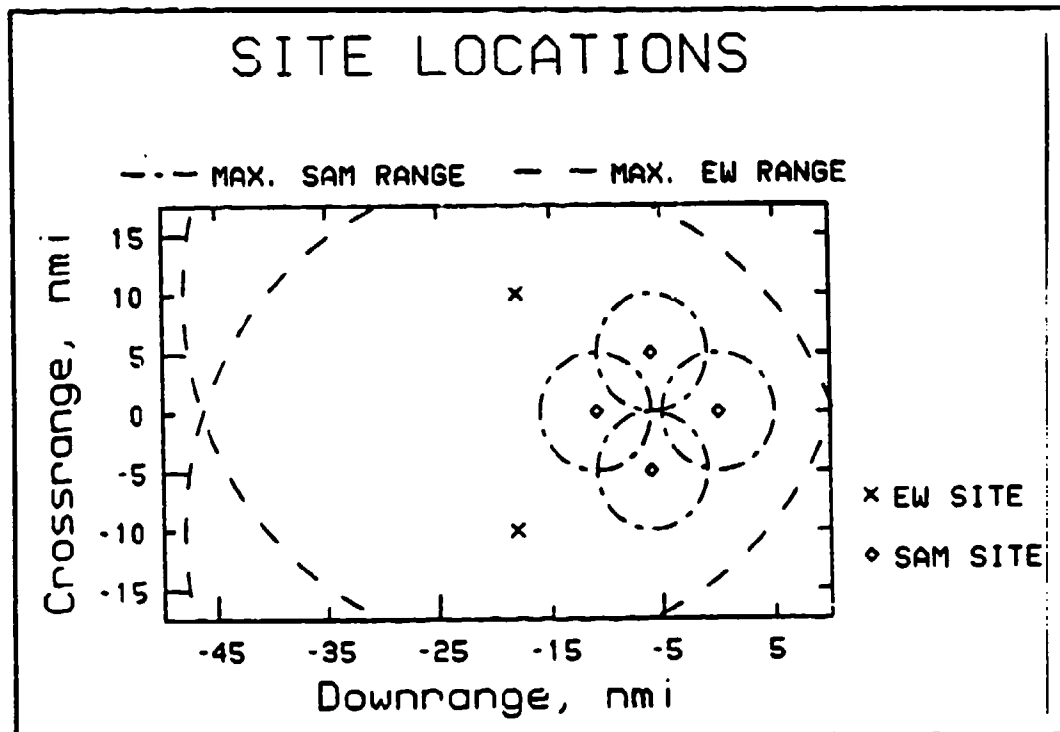 SITE LOCATIONS
MAX. SAM RANGE MAX. EW RANGE
Crossrange, nmi
15
10
5
0
-5
-10
-15
-45 -35 -25 -15 -5 5
Downrange, nmi
× EW SITE
◇ SAM SITE